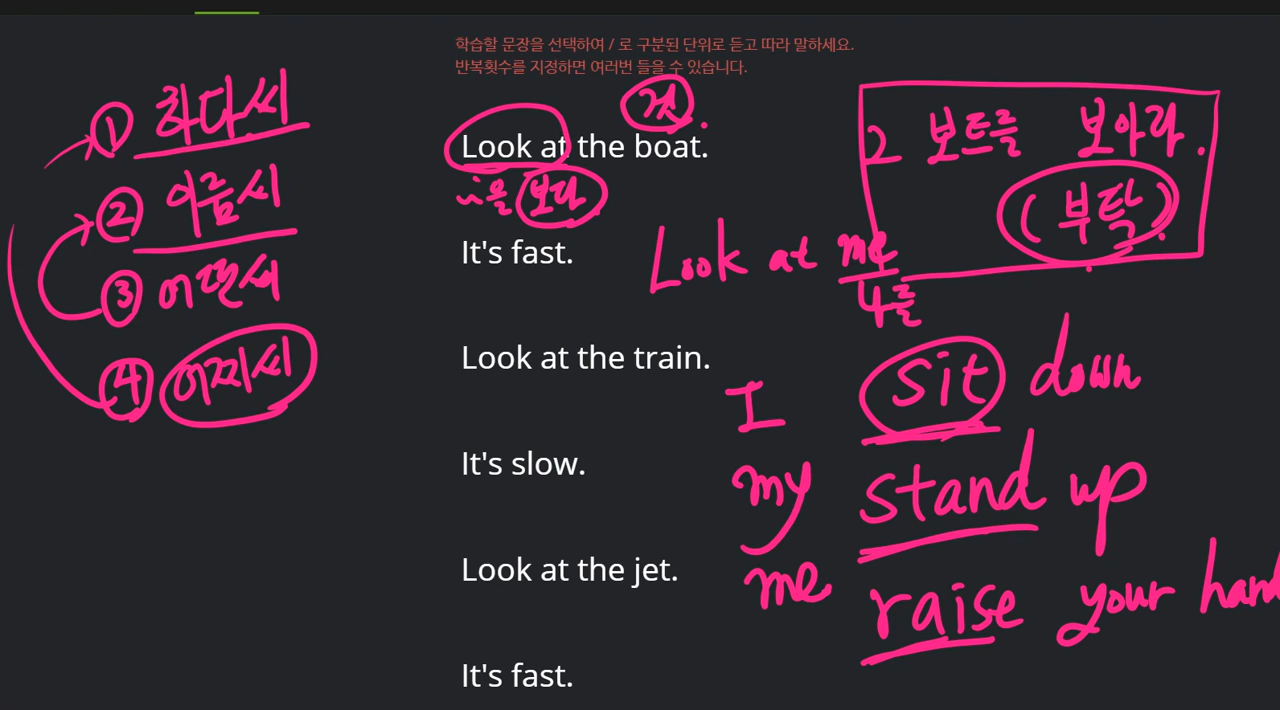 학습할 문장을 선택하여 / 로 구분된 단위로 듣고 따라 말하세요.
반복횟수를 지정하면 여러번 들을 수 있습니다.
① 하다씨
② 이름씨
③ 어떤씨
④ 어찌씨
것.
Look at the boat.
~을 보다
2 보트를 보아라.
(부탁)
It's fast.
Look at me
나를
Look at the train.
I sit down
It's slow.
my stand up
Look at the jet.
me raise your hand
It's fast.